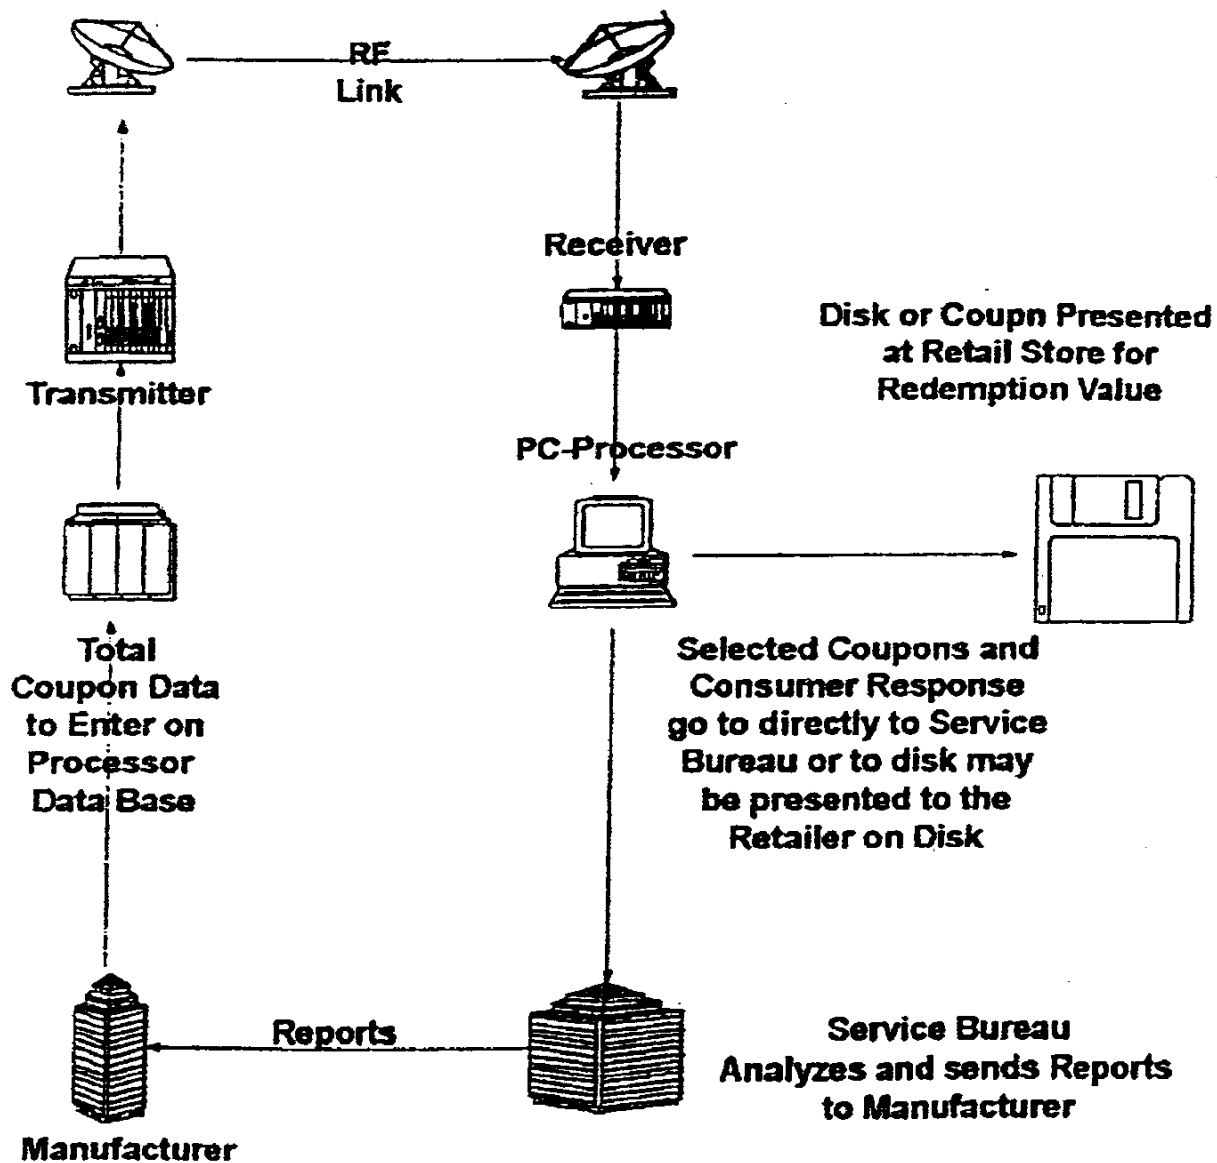 RF
Link
Receiver
Disk or Coupn Presented
at Retail Store for
Redemption Value
Transmitter
PC-Processor
Total
Coupon Data
to Enter on
Processor
Data Base
Selected Coupons and
Consumer Response
go to directly to Service
Bureau or to disk may
be presented to the
Retailer on Disk
Reports
Service Bureau
Analyzes and sends Reports
to Manufacturer
Manufacturer